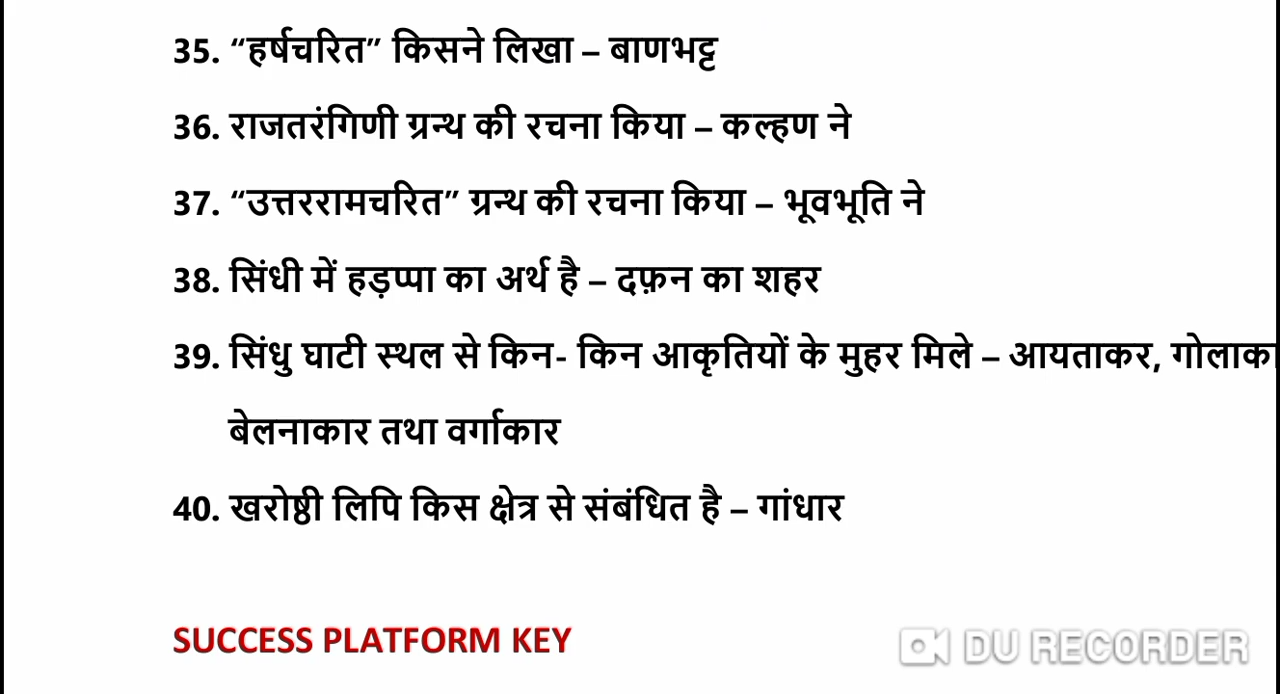 35. “हर्षचरित” किसने लिखा – बाणभट्ट
36. राजतरंगिणी ग्रन्थ की रचना किया – कल्हण ने
37. “उत्तररामचरित” ग्रन्थ की रचना किया – भूवभूति ने
38. सिंधी में हड़प्पा का अर्थ है – दफ़न का शहर
39. सिंधु घाटी स्थल से किन- किन आकृतियों के मुहर मिले – आयताकर,
बेलनाकार तथा वर्गाकार
40. खरोष्ठी लिपि किस क्षेत्र से संबंधित है – गांधार
SUCCESS PLATFORM KEY
DU RECORDER